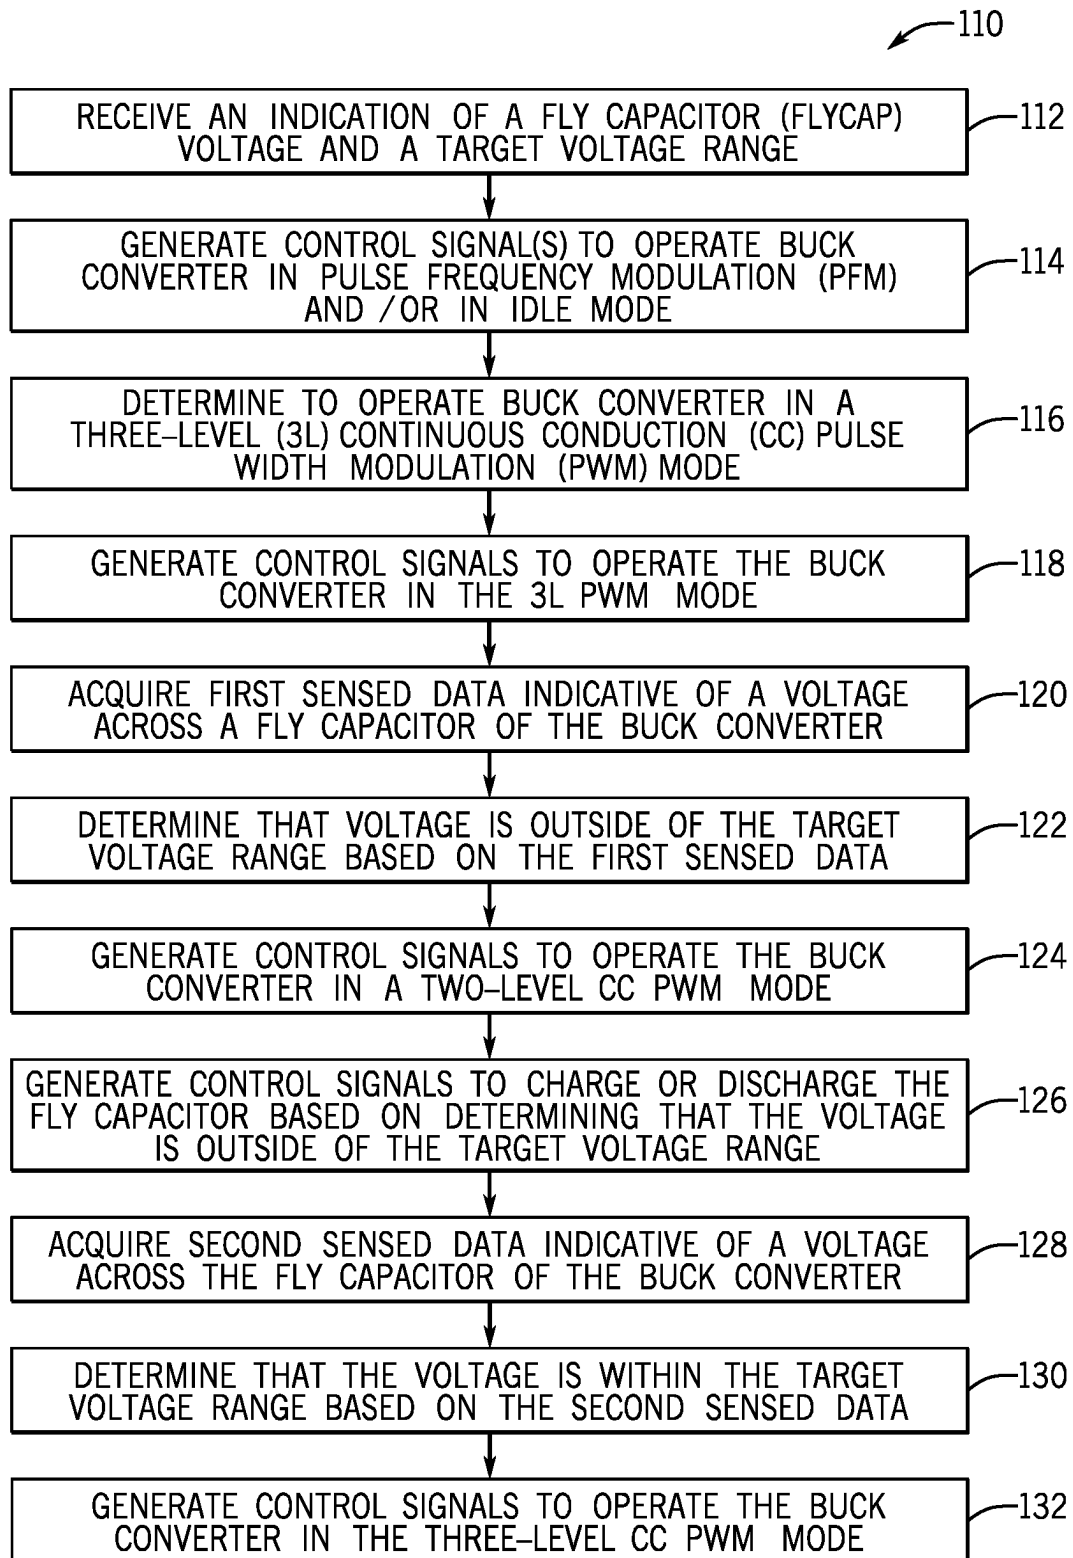 110
RECEIVE AN INDICATION OF A FLY CAPACITOR (FLYCAP)
VOLTAGE AND A TARGET VOLTAGE RANGE
112
GENERATE CONTROL SIGNAL(S) TO OPERATE BUCK
CONVERTER IN PULSE FREQUENCY MODULATION (PFM)
AND /OR IN IDLE MODE
114
DETERMINE TO OPERATE BUCK CONVERTER IN A
THREE–LEVEL (3L) CONTINUOUS CONDUCTION (CC) PULSE
WIDTH MODULATION (PWM) MODE
116
GENERATE CONTROL SIGNALS TO OPERATE THE BUCK
CONVERTER IN THE 3L PWM MODE
118
ACQUIRE FIRST SENSED DATA INDICATIVE OF A VOLTAGE
ACROSS A FLY CAPACITOR OF THE BUCK CONVERTER
120
DETERMINE THAT VOLTAGE IS OUTSIDE OF THE TARGET
VOLTAGE RANGE BASED ON THE FIRST SENSED DATA
122
GENERATE CONTROL SIGNALS TO OPERATE THE BUCK
CONVERTER IN A TWO–LEVEL CC PWM MODE
124
GENERATE CONTROL SIGNALS TO CHARGE OR DISCHARGE THE
FLY CAPACITOR BASED ON DETERMINING THAT THE VOLTAGE
IS OUTSIDE OF THE TARGET VOLTAGE RANGE
126
ACQUIRE SECOND SENSED DATA INDICATIVE OF A VOLTAGE
ACROSS THE FLY CAPACITOR OF THE BUCK CONVERTER
128
DETERMINE THAT THE VOLTAGE IS WITHIN THE TARGET
VOLTAGE RANGE BASED ON THE SECOND SENSED DATA
130
GENERATE CONTROL SIGNALS TO OPERATE THE BUCK
CONVERTER IN THE THREE–LEVEL CC PWM MODE
132